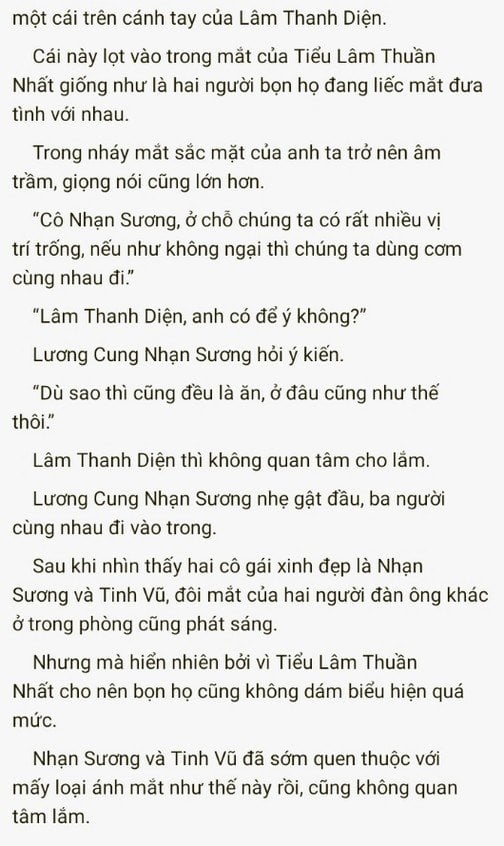 một cái trên cánh tay của Lâm Thanh Diện.
Cái này lọt vào trong mắt của Tiểu Lâm Thuần
Nhất giống như là hai người bọn họ đang liếc mắt đưa
tình với nhau.
Trong nháy mắt sắc mặt của anh ta trở nên âm
trầm, giọng nói cũng lớn hơn.
“Cô Nhạn Sương, ở chỗ chúng ta có rất nhiều vị
trí trống, nếu như không ngại thì chúng ta dùng cơm
cùng nhau đi.”
“Lâm Thanh Diện, anh có để ý không?”
Lương Cung Nhạn Sương hỏi ý kiến.
“Dù sao thì cũng đều là ăn, ở đâu cũng như thế
thôi.”
Lâm Thanh Diện thì không quan tâm cho lắm.
Lương Cung Nhạn Sương nhẹ gật đầu, ba người
cùng nhau đi vào trong.
Sau khi nhìn thấy hai cô gái xinh đẹp là Nhạn
Sương và Tinh Vũ, đôi mắt của hai người đàn ông khác
ở trong phòng cũng phát sáng.
Nhưng mà hiển nhiên bởi vì Tiểu Lâm Thuần
Nhất cho nên bọn họ cũng không dám biểu hiện quá
mức.
Nhạn Sương và Tinh Vũ đã sớm quen thuộc với
mấy loại ánh mắt như thế này rồi, cũng không quan
tâm lắm.